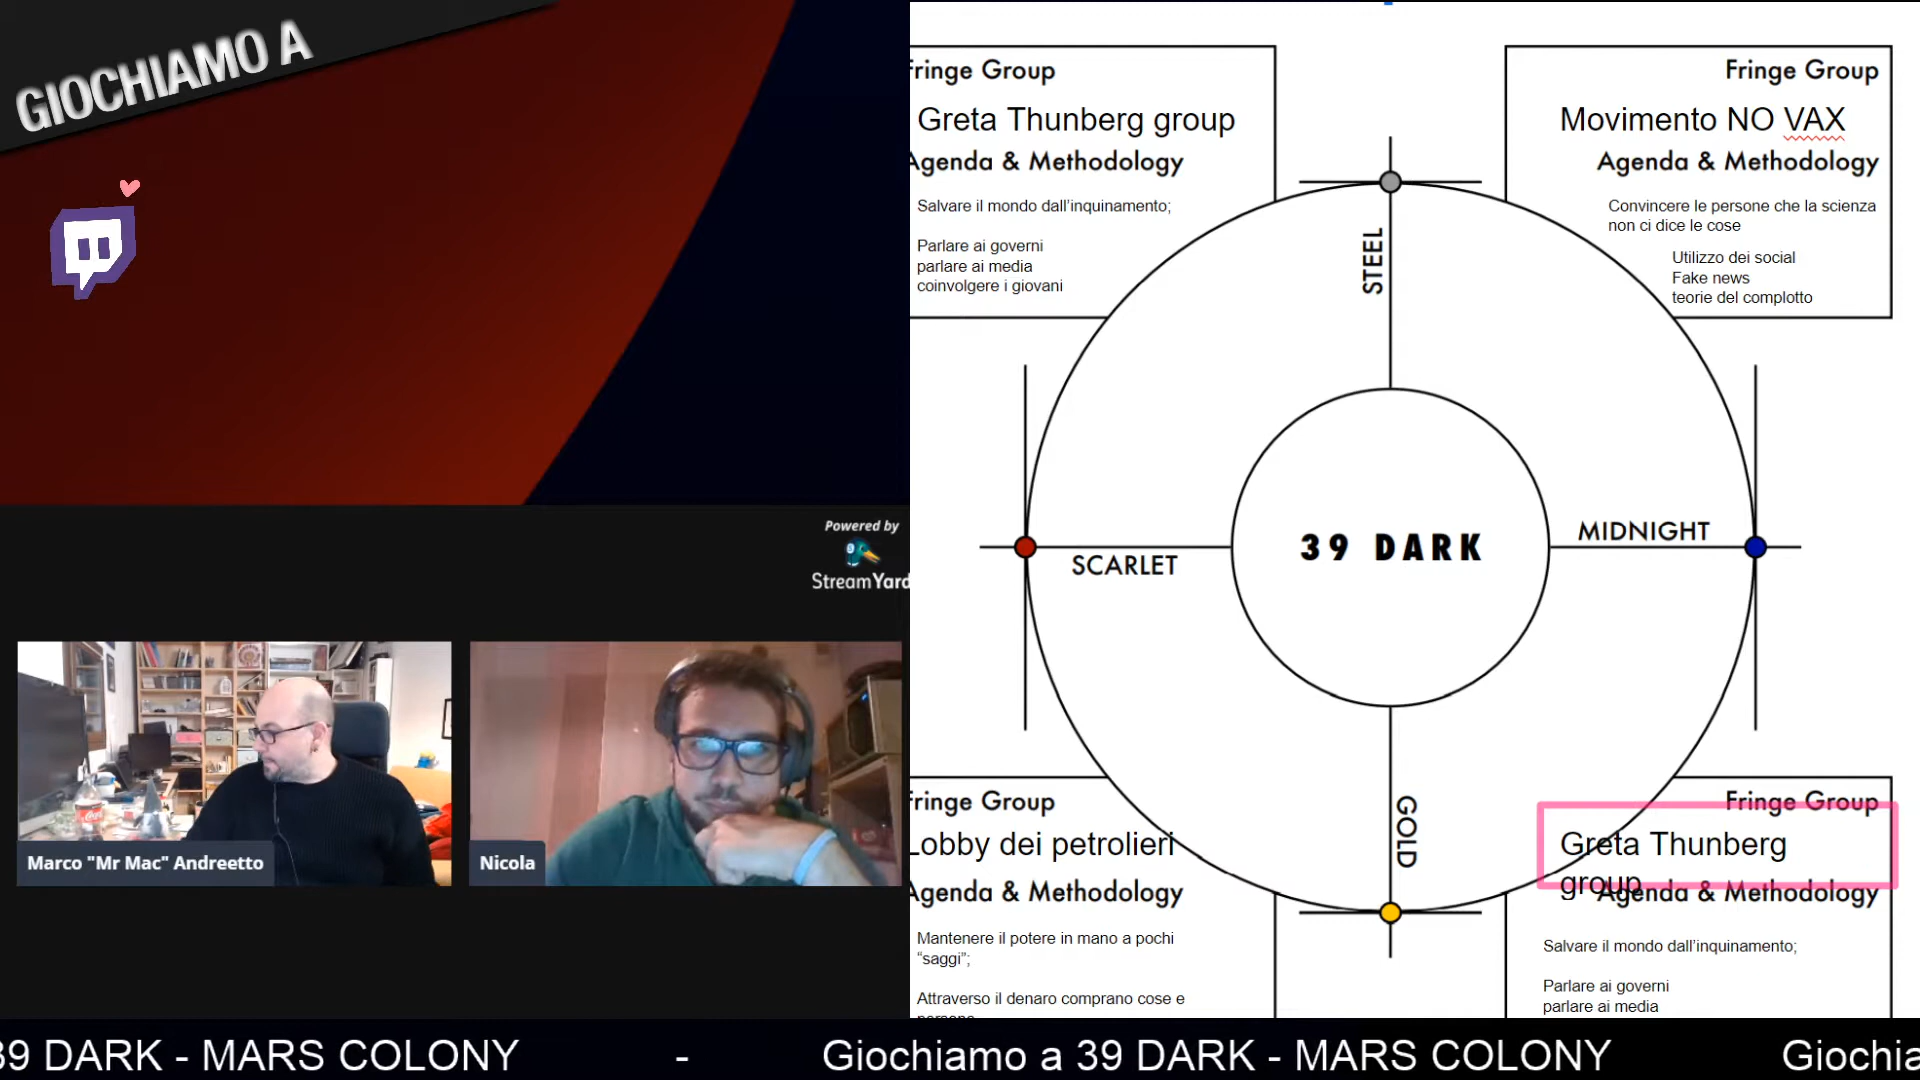 GIOCHIAMO A
Powered by
StreamYard
Marco "Mr Mac" Andreetto
Nicola
Fringe Group
Greta Thunberg group
Agenda & Methodology
Salvare il mondo dall'inquinamento;
Parlare ai governi
parlare ai media
coinvolgere i giovani
Fringe Group
Movimento NO VAX
Agenda & Methodology
Convincere le persone che la scienza
non ci dice le cose
Utilizzo dei social
Fake news
teorie del complotto
STEEL
SCARLET
39 DARK
MIDNIGHT
GOLD
Fringe Group
Lobby dei petrolieri
Agenda & Methodology
Mantenere il potere in mano a pochi
“saggi”;
Attraverso il denaro comprano cose e
Fringe Group
Greta Thunberg
group
Agenda & Methodology
Salvare il mondo dall'inquinamento;
Parlare ai governi
parlare ai media
39 DARK - MARS COLONY - Giochiamo a 39 DARK - MARS COLONY Giochia